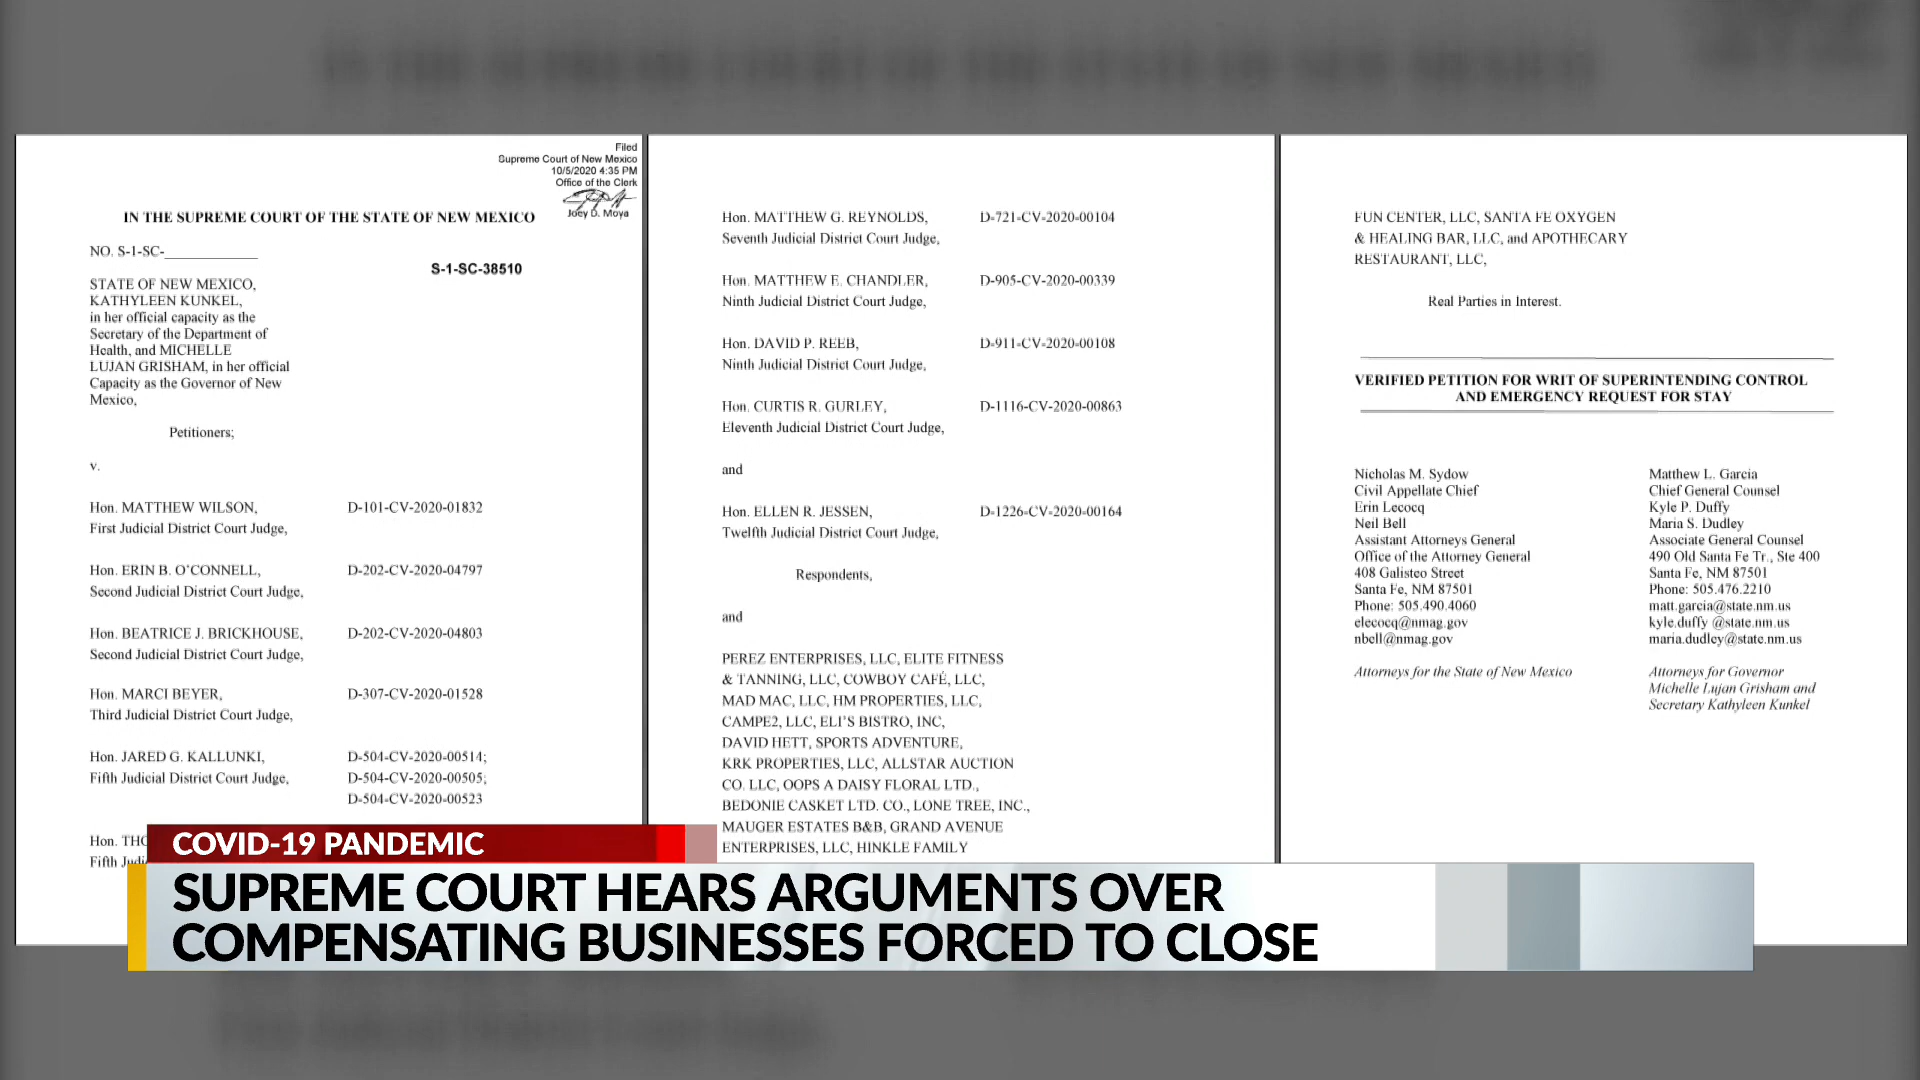 Filed
Supreme Court of New Mexico
10/5/2020 4:35 PM
Office of the Clerk
Joey D. Moya
IN THE SUPREME COURT OF THE STATE OF NEW MEXICO
NO. S-1-SC-_____________
S-1-SC-38510
STATE OF NEW MEXICO,
KATHYLEEN KUNKEL,
in her official capacity as the
Secretary of the Department of
Health, and MICHELLE
LUJAN GRISHAM, in her official
Capacity as the Governor of New
Mexico,
Petitioners;
v.
Hon. MATTHEW WILSON, D-101-CV-2020-01832
First Judicial District Court Judge,
Hon. ERIN B. O'CONNELL, D-202-CV-2020-04797
Second Judicial District Court Judge,
Hon. BEATRICE J. BRICKHOUSE, D-202-CV-2020-04803
Second Judicial District Court Judge,
Hon. MARCI BEYER, D-307-CV-2020-01528
Third Judicial District Court Judge,
Hon. JARED G. KALLUNKI, D-504-CV-2020-00514;
Fifth Judicial District Court Judge, D-504-CV-2020-00505;
D-504-CV-2020-00523
Hon.
Fifth
Hon. MATTHEW G. REYNOLDS, D-721-CV-2020-00104
Seventh Judicial District Court Judge,
Hon. MATTHEW E. CHANDLER, D-905-CV-2020-00339
Ninth Judicial District Court Judge,
Hon. DAVID P. REEB, D-911-CV-2020-00108
Ninth Judicial District Court Judge,
Hon. CURTIS R. GURLEY, D-1116-CV-2020-00863
Eleventh Judicial District Court Judge,
and
Hon. ELLEN R. JESSEN, D-1226-CV-2020-00164
Twelfth Judicial District Court Judge,
Respondents,
and
PEREZ ENTERPRISES, LLC, ELITE FITNESS
& TANNING, LLC, COWBOY CAFÉ, LLC,
MAD MAC, LLC, HM PROPERTIES, LLC,
CAMPE2, LLC, ELI'S BISTRO, INC,
DAVID HETT, SPORTS ADVENTURE,
KRK PROPERTIES, LLC, ALLSTAR AUCTION
CO. LLC, OOPS A DAISY FLORAL LTD.,
BEDONIE CASKET LTD. CO., LONE TREE, INC.,
MAUGER ESTATES B&B, GRAND AVENUE
ENTERPRISES, LLC, HINKLE FAMILY
FUN CENTER, LLC, SANTA FE OXYGEN
& HEALING BAR, LLC, and APOTHECARY
RESTAURANT, LLC,
Real Parties in Interest.
VERIFIED PETITION FOR WRIT OF SUPERINTENDING CONTROL
AND EMERGENCY REQUEST FOR STAY
Nicholas M. Sydow
Civil Appellate Chief
Erin Lecocq
Neil Bell
Assistant Attorneys General
Office of the Attorney General
408 Galisteo Street
Santa Fe, NM 87501
Phone: 505.490.4060
elecocq@nmag.gov
nbell@nmag.gov
Attorneys for the State of New Mexico
Matthew L. Garcia
Chief General Counsel
Kyle P. Duffy
Maria S. Dudley
Associate General Counsel
490 Old Santa Fe Tr., Ste 400
Santa Fe, NM 87501
Phone: 505.476.2210
matt.garcia@state.nm.us
kyle.duffy @state.nm.us
maria.dudley@state.nm.us
Attorneys for Governor
Michelle Lujan Grisham and
Secretary Kathyleen Kunkel
COVID-19 PANDEMIC
SUPREME COURT HEARS ARGUMENTS OVER
COMPENSATING BUSINESSES FORCED TO CLOSE